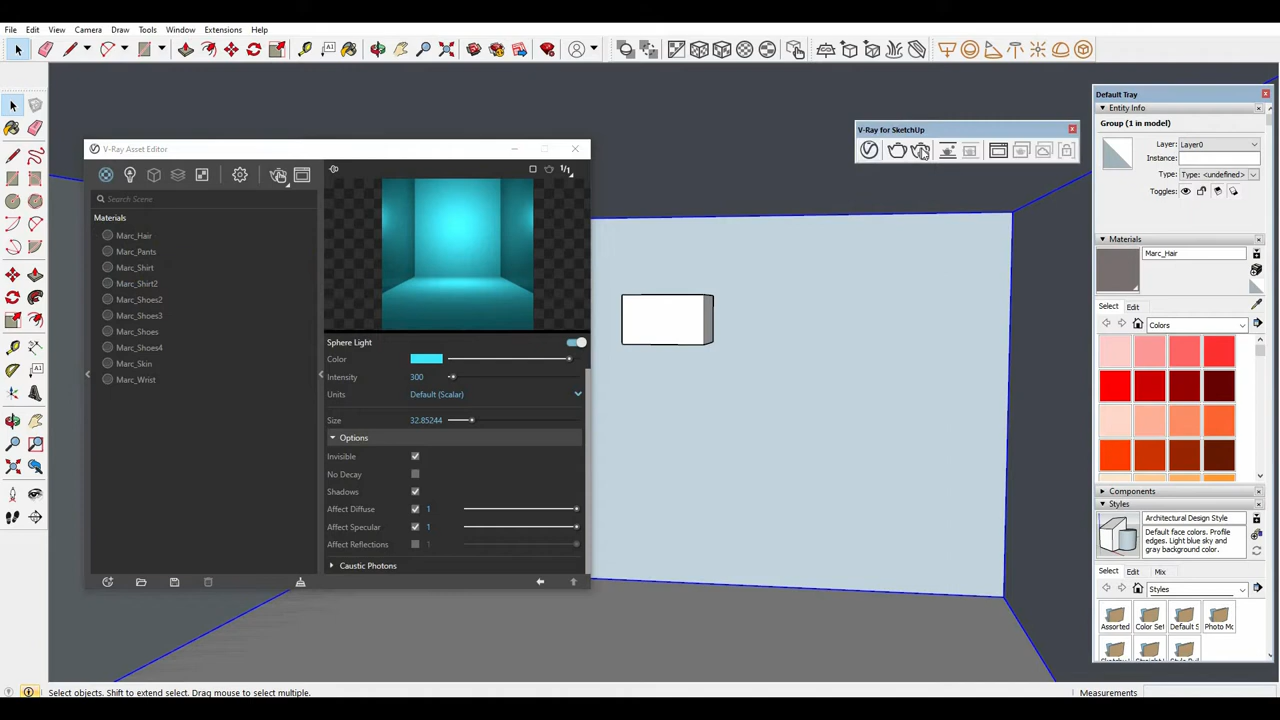 File Edit View Camera Draw Tools Window Extensions Help
Default Tray
Entity Info
Group (1 in model)
Layer: Layer0
Instance:
Type: Type: <undefined>
Toggles:
V-Ray for SketchUp
V-Ray Asset Editor
1/1
Search Scene
Materials
Marc_Hair
Marc_Pants
Marc_Shirt
Marc_Shirt2
Marc_Shoes2
Marc_Shoes3
Marc_Shoes
Marc_Shoes4
Marc_Skin
Marc_Wrist
Sphere Light
Color
Intensity 300
Units Default (Scalar)
Size 32.85244
Options
Invisible
No Decay
Shadows
Affect Diffuse 1
Affect Specular 1
Affect Reflections 1
Caustic Photons
Materials
Marc_Hair
Select Edit
Colors
Components
Styles
Architectural Design Style
Default face colors. Profile
edges. Light blue sky and
gray background color.
Select Edit Mix
Styles
Assorted Color Set Default S Photo Mo
Select objects. Shift to extend select. Drag mouse to select multiple.
Measurements